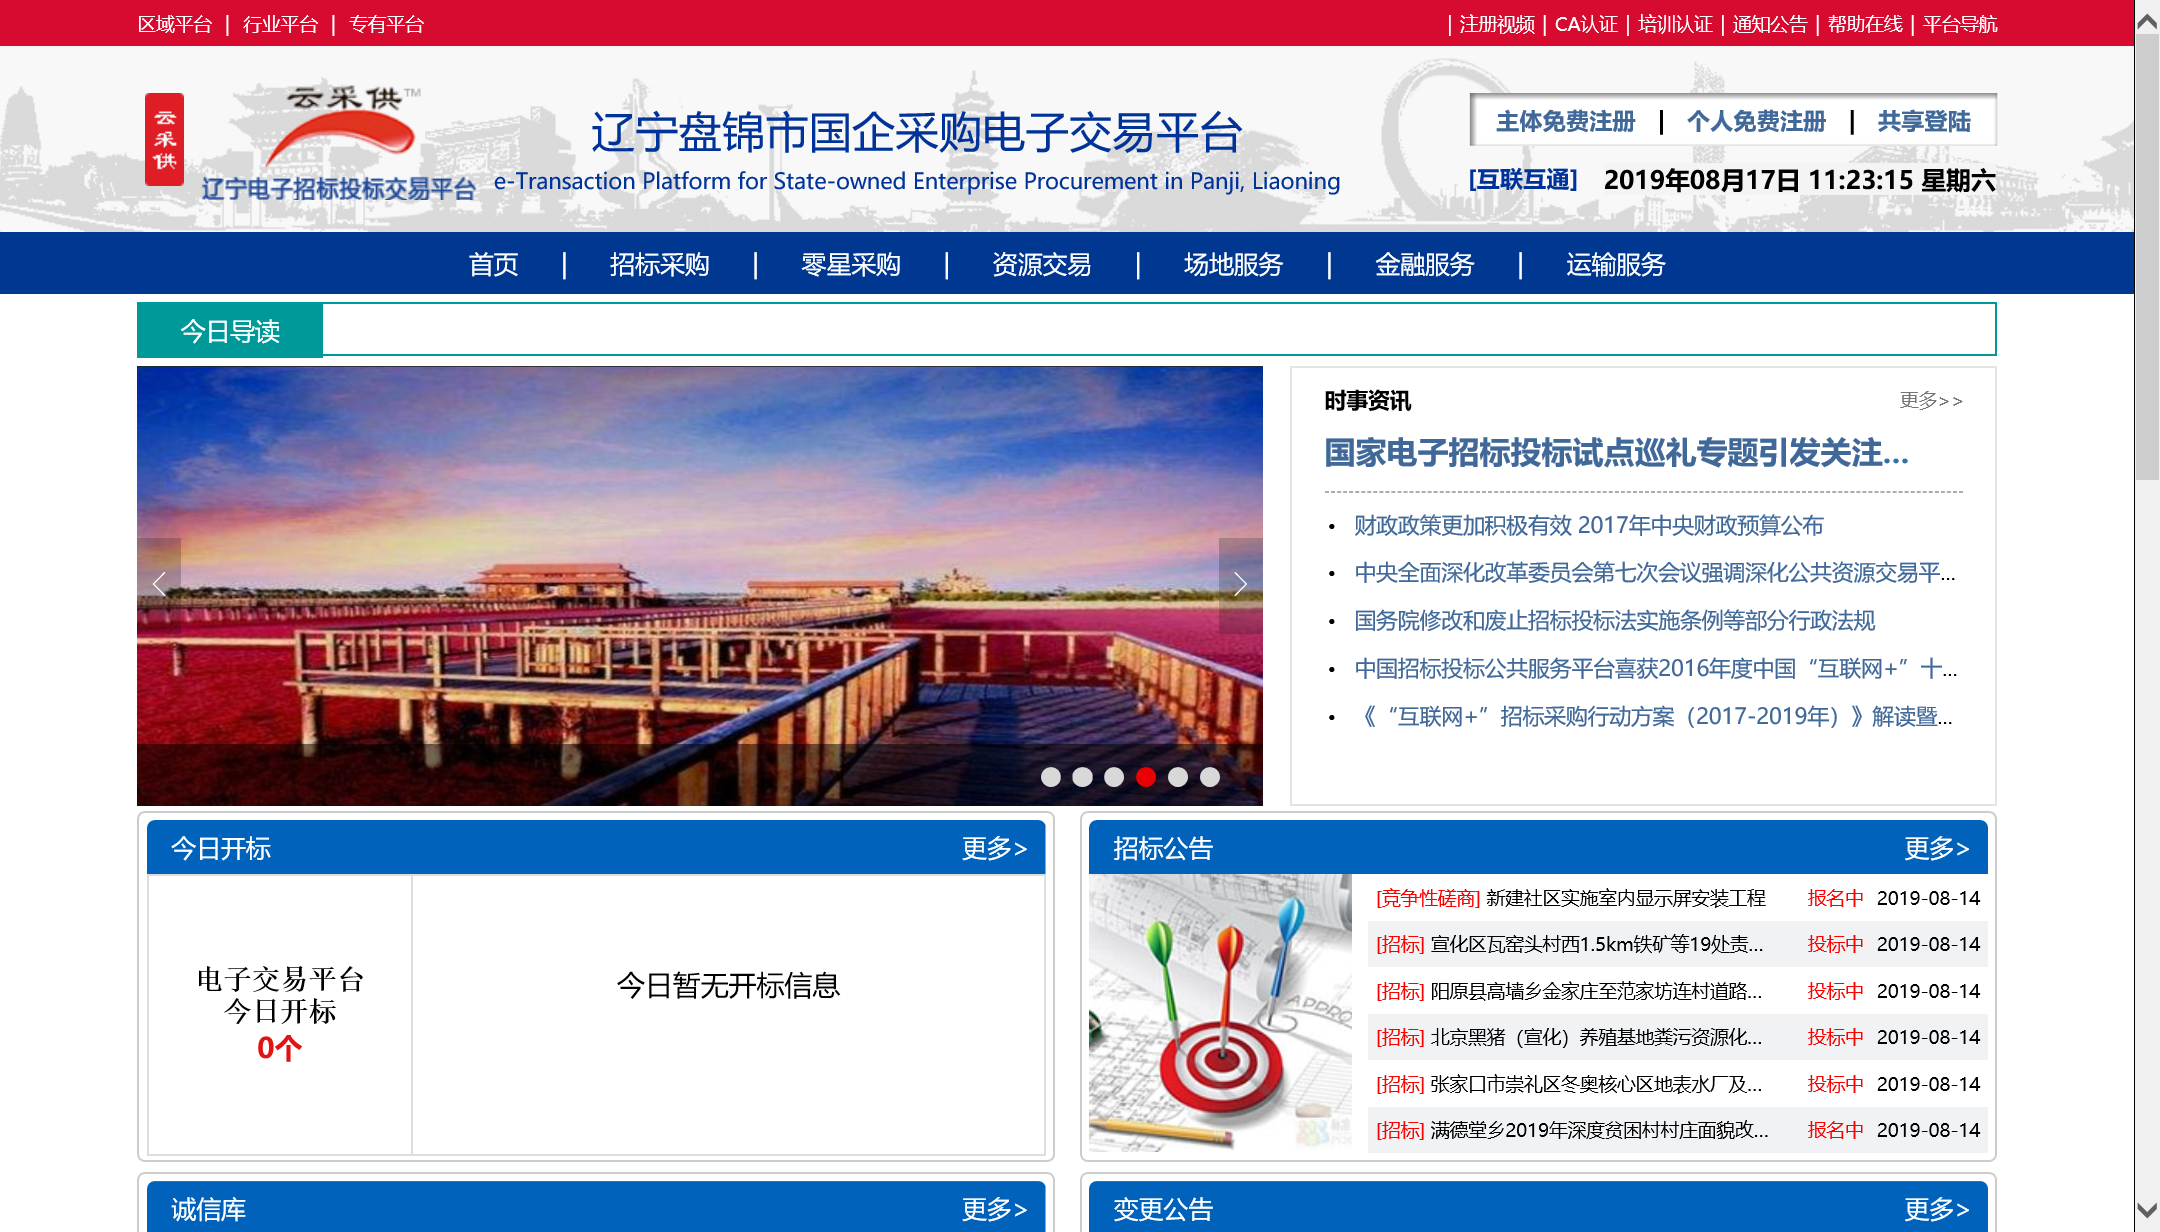 区域平台 | 行业平台 | 专有平台
| 注册视频 | CA认证 | 培训认证 | 通知公告 | 帮助在线 | 平台导航
云采供
云采供™
辽宁电子招标投标交易平台
辽宁盘锦市国企采购电子交易平台
e-Transaction Platform for State-owned Enterprise Procurement in Panji, Liaoning
主体免费注册 | 个人免费注册 | 共享登陆
[互联互通] 2019年08月17日 11:23:15 星期六
首页 | 招标采购 | 零星采购 | 资源交易 | 场地服务 | 金融服务 | 运输服务
今日导读
时事资讯 更多>>
国家电子招标投标试点巡礼专题引发关注...
• 财政政策更加积极有效 2017年中央财政预算公布
• 中央全面深化改革委员会第七次会议强调深化公共资源交易平...
• 国务院修改和废止招标投标法实施条例等部分行政法规
• 中国招标投标公共服务平台喜获2016年度中国“互联网+”十...
• 《“互联网+”招标采购行动方案（2017-2019年）》解读暨...
今日开标 更多>
电子交易平台
今日开标
0个
今日暂无开标信息
招标公告 更多>
APPRO
[竞争性磋商] 新建社区实施室内显示屏安装工程 报名中 2019-08-14
[招标] 宣化区瓦窑头村西1.5km铁矿等19处责... 投标中 2019-08-14
[招标] 阳原县高墙乡金家庄至范家坊连村道路... 投标中 2019-08-14
[招标] 北京黑猪（宣化）养殖基地粪污资源化... 投标中 2019-08-14
[招标] 张家口市崇礼区冬奥核心区地表水厂及... 投标中 2019-08-14
[招标] 满德堂乡2019年深度贫困村村庄面貌改... 报名中 2019-08-14
诚信库 更多>
变更公告 更多>